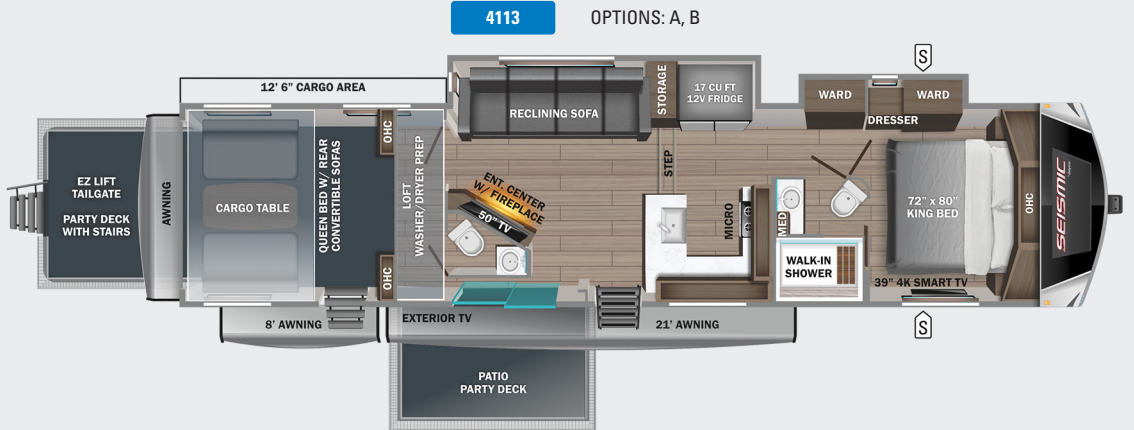 4113
OPTIONS: A, B
12' 6" CARGO AREA
EZ LIFT
TAILGATE
PARTY DECK
WITH STAIRS
AWNING
CARGO TABLE
QUEEN BED W/ REAR
CONVERTIBLE SOFAS
OHC
OHC
LOFT
WASHER/DRYER PREP
RECLINING SOFA
STORAGE
17 CU FT
12V FRIDGE
ENT. CENTER
W/ FIREPLACE
50" TV
STEP
MICRO
MED
WALK-IN
SHOWER
WARD
WARD
DRESSER
S
72" x 80"
KING BED
OHC
SEISMIC
39" 4K SMART TV
S
8' AWNING
EXTERIOR TV
21' AWNING
PATIO
PARTY DECK